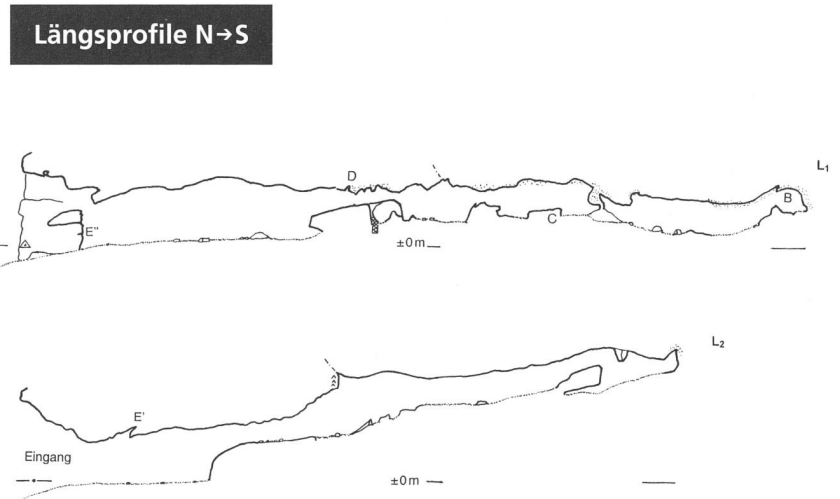 Längsprofile N→S
L₁
D
B
E"
C
±0m
L₂
E'
Eingang
±0m